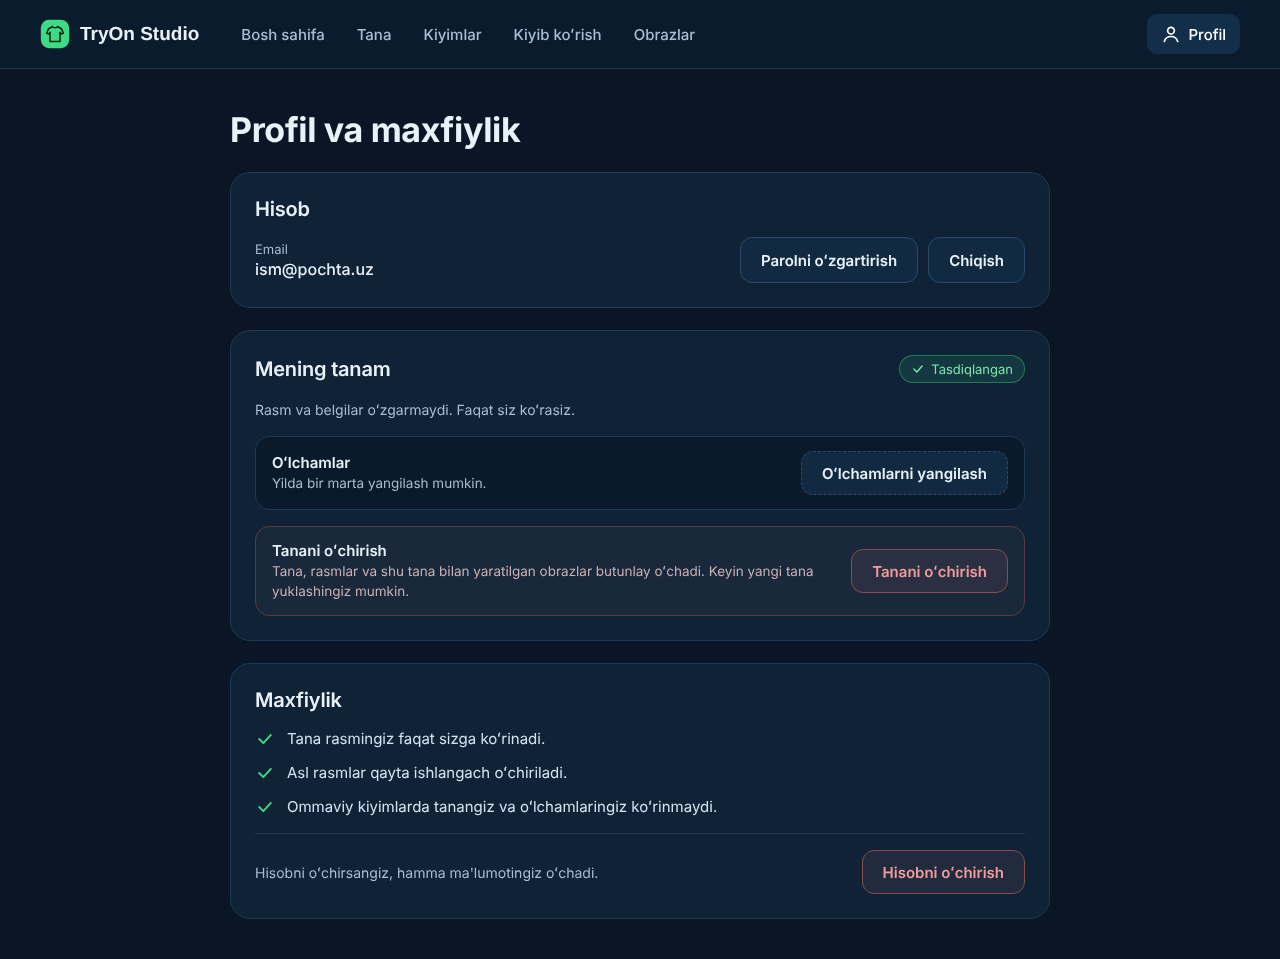 TryOn Studio
Bosh sahifa
Tana
Kiyimlar
Kiyib koʻrish
Obrazlar
Profil
Profil va maxfiylik
Hisob
Email
ism@pochta.uz
Parolni oʻzgartirish
Chiqish
Mening tanam
Tasdiqlangan
Rasm va belgilar oʻzgarmaydi. Faqat siz koʻrasiz.
Oʻlchamlar
Yilda bir marta yangilash mumkin.
Oʻlchamlarni yangilash
Tanani oʻchirish
Tana, rasmlar va shu tana bilan yaratilgan obrazlar butunlay oʻchadi. Keyin yangi tana
yuklashingiz mumkin.
Tanani oʻchirish
Maxfiylik
Tana rasmingiz faqat sizga koʻrinadi.
Asl rasmlar qayta ishlangach oʻchiriladi.
Ommaviy kiyimlarda tanangiz va oʻlchamlaringiz koʻrinmaydi.
Hisobni oʻchirsangiz, hamma ma'lumotingiz oʻchadi.
Hisobni oʻchirish